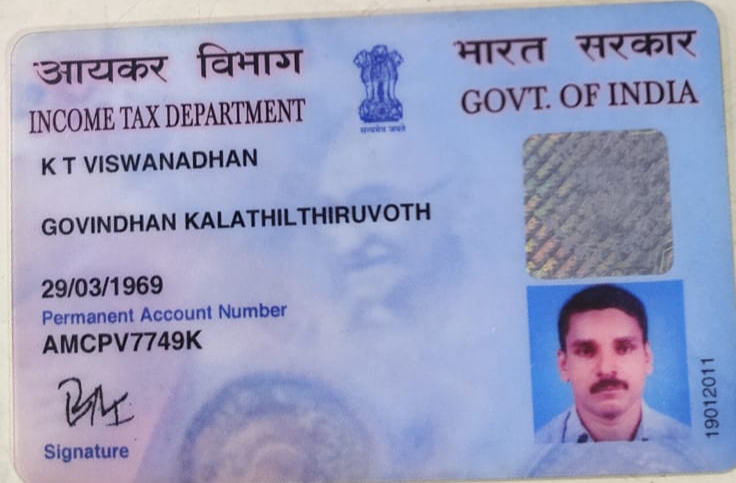 आयकर विभाग
INCOME TAX DEPARTMENT
सत्यमेव जयते
भारत सरकार
GOVT. OF INDIA
K T VISWANADHAN
GOVINDHAN KALATHILTHIRUVOTH
29/03/1969
Permanent Account Number
AMCPV7749K
Signature
19012011